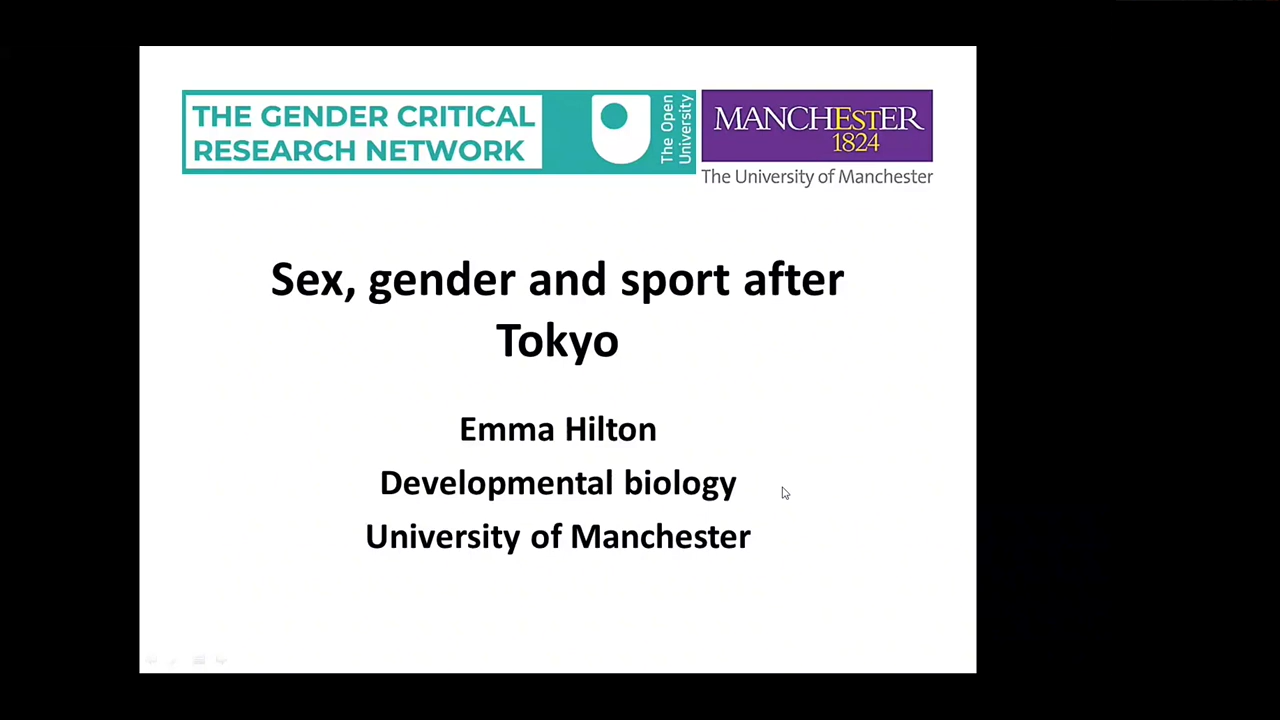 THE GENDER CRITICAL
RESEARCH NETWORK
The Open
University
MANCHESTER
1824
The University of Manchester
Sex, gender and sport after
Tokyo
Emma Hilton
Developmental biology
University of Manchester